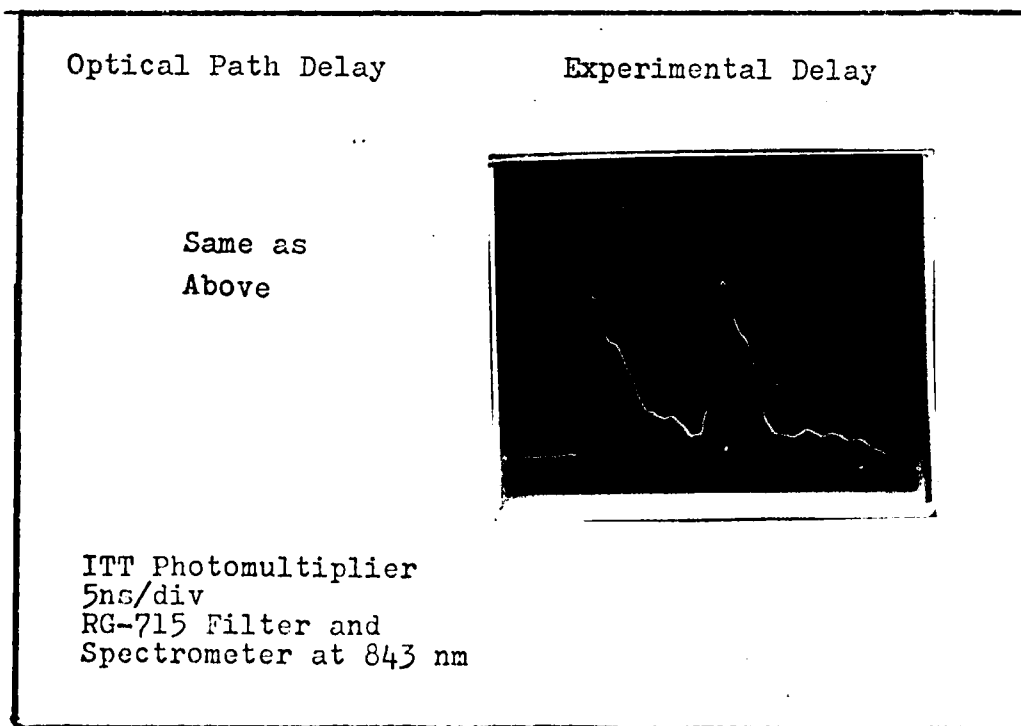 Optical Path Delay
Experimental Delay
Same as
Above
ITT Photomultiplier
5ns/div
RG-715 Filter and
Spectrometer at 843 nm